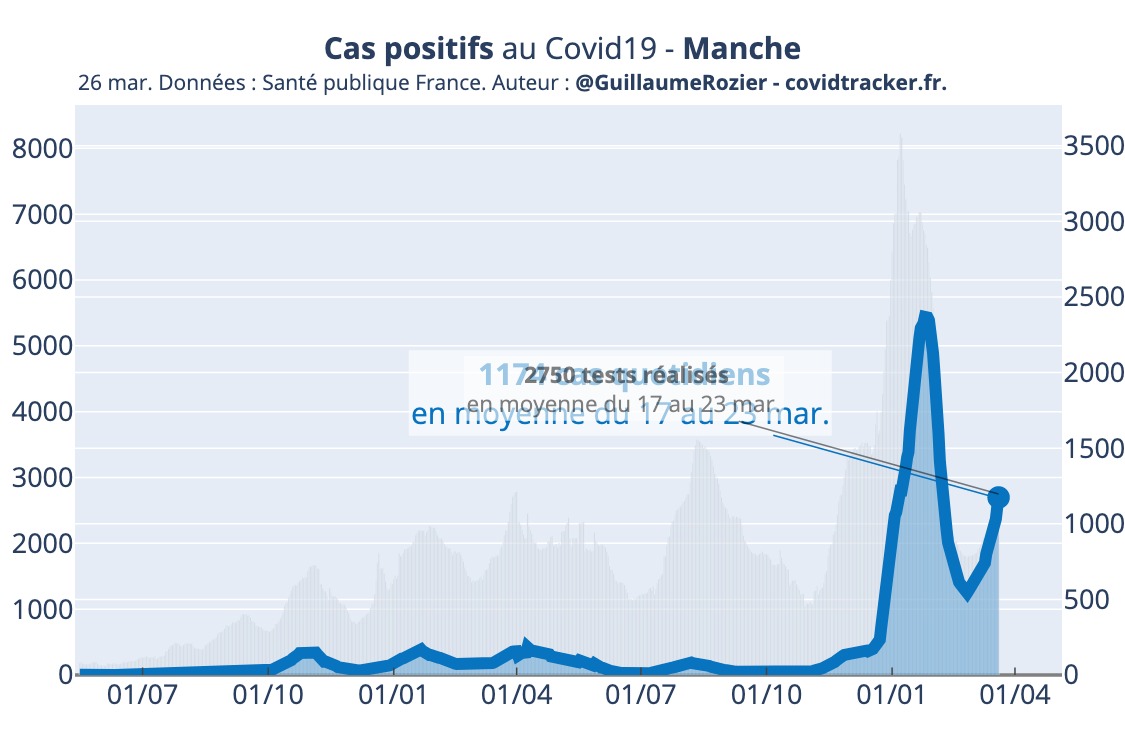 Cas positifs au Covid19 - Manche
26 mar. Données : Santé publique France. Auteur : @GuillaumeRozier - covidtracker.fr.
8000
7000
6000
5000
4000
3000
2000
1000
0
3500
3000
2500
2000
1500
1000
500
0
1174 cas quotidiens
en moyenne du 17 au 23 mar.
2750 tests réalisés
en moyenne du 17 au 23 mar.
01/07 01/10 01/01 01/04 01/07 01/10 01/01 01/04